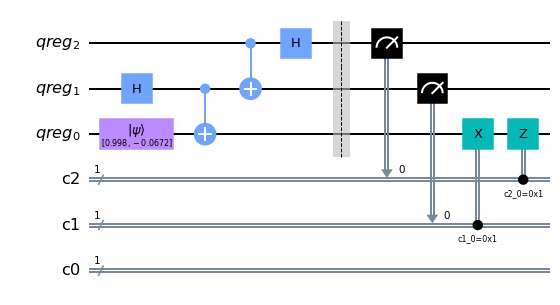 qreg2 H
qreg1 H
qreg0 |ψ⟩ X Z
[0.998, −0.0672]
c2 1 0
c2_0=0x1
c1 1 0
c1_0=0x1
c0 1